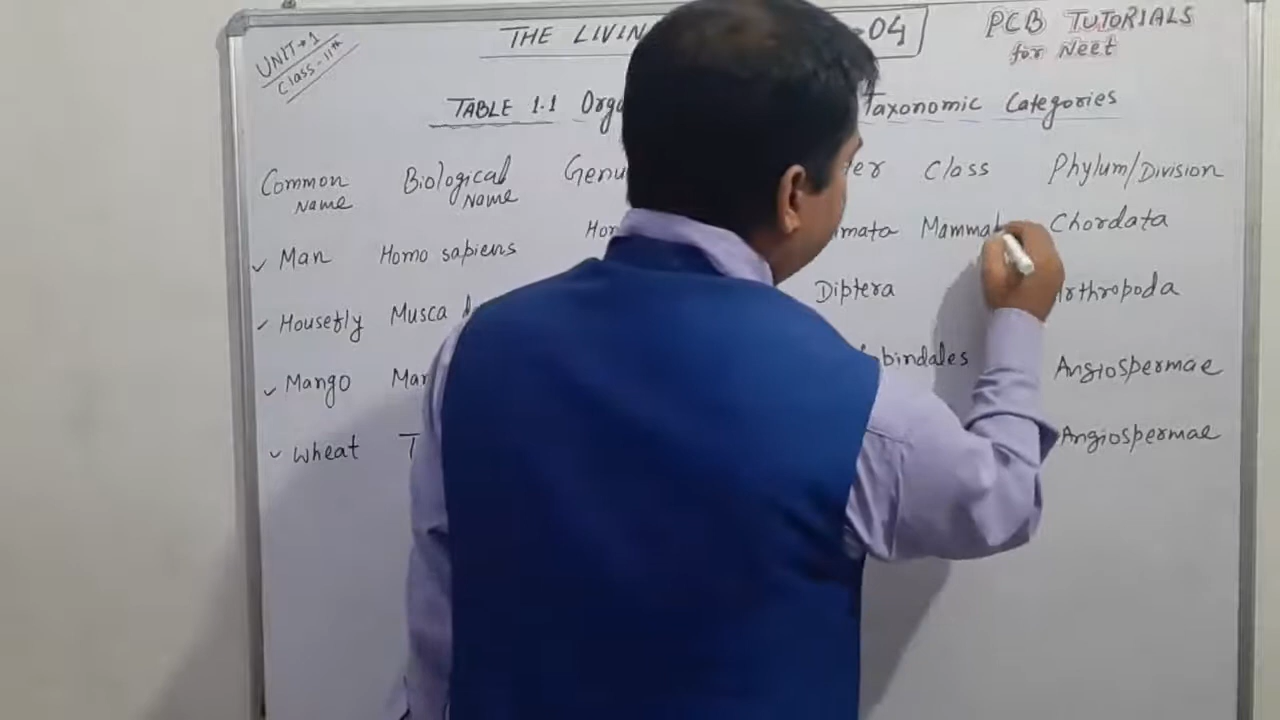 UNIT→1
Class-11th
THE LIVIN
-04
PCB TUTORIALS
for Neet
TABLE 1.1 Orga
Taxonomic Categories
Common Name
Biological Name
Genu
er
Class
Phylum/Division
✓ Man
Homo sapiens
Hom
mata
Mammal
Chordata
✓ Housefly
Musca
Diptera
Arthropoda
✓ Mango
Man
bindales
Angiospermae
✓ Wheat
T
Angiospermae